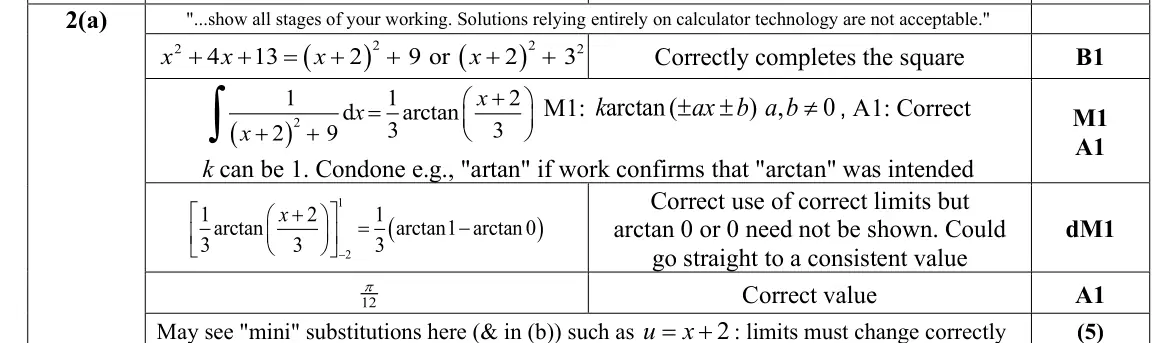 2(a) "...show all stages of your working. Solutions relying entirely on calculator technology are not acceptable."
x² + 4x + 13 = (x + 2)² + 9 or (x + 2)² + 3² Correctly completes the square B1
∫ 1/((x + 2)² + 9) dx = 1/3 arctan((x + 2)/3) M1: karctan(±ax ± b) a,b ≠ 0 , A1: Correct M1 A1
k can be 1. Condone e.g., "artan" if work confirms that "arctan" was intended
[1/3 arctan((x + 2)/3)]₋₂¹ = 1/3 (arctan1 − arctan 0) Correct use of correct limits but
arctan 0 or 0 need not be shown. Could dM1
go straight to a consistent value
π/12 Correct value A1
May see "mini" substitutions here (& in (b)) such as u = x + 2 : limits must change correctly (5)